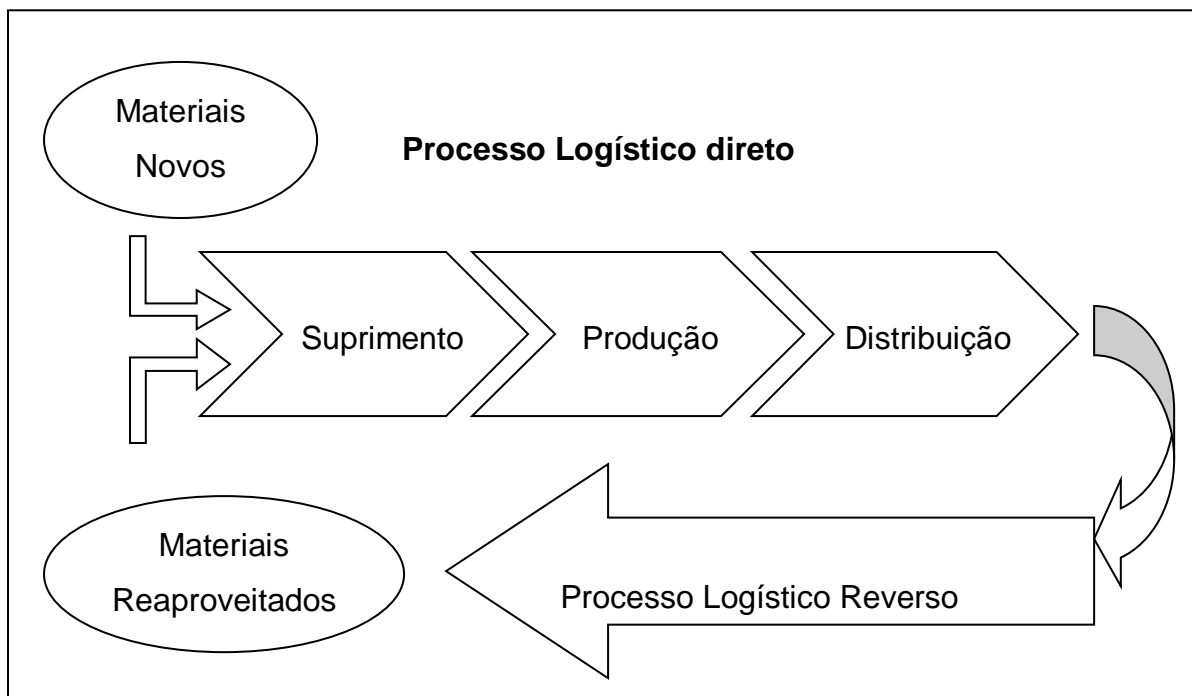 Materiais
Novos
Processo Logístico direto
Suprimento
Produção
Distribuição
Materiais
Reaproveitados
Processo Logístico Reverso